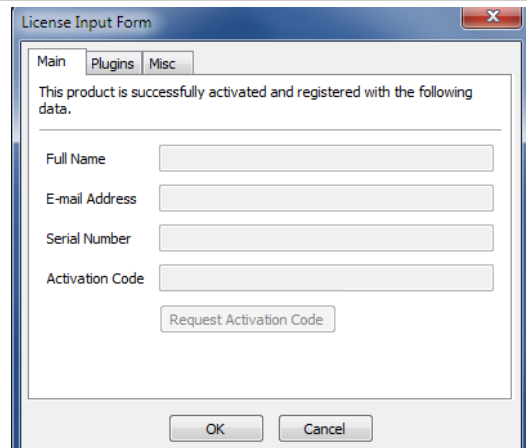 License Input Form
Main Plugins Misc
This product is successfully activated and registered with the following
data.
Full Name
E-mail Address
Serial Number
Activation Code
Request Activation Code
OK Cancel